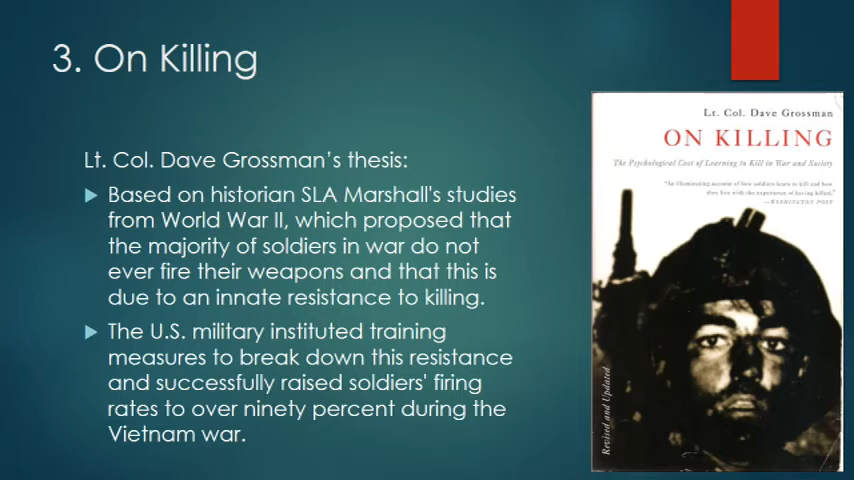 3. On Killing
Lt. Col. Dave Grossman's thesis:
Based on historian SLA Marshall's studies
from World War II, which proposed that
the majority of soldiers in war do not
ever fire their weapons and that this is
due to an innate resistance to killing.
The U.S. military instituted training
measures to break down this resistance
and successfully raised soldiers' firing
rates to over ninety percent during the
Vietnam war.
Lt. Col. Dave Grossman
ON KILLING
The Psychological Cost of Learning to Kill in War and Society
"An illuminating account of how soldiers learn to kill and how
they live with the experience of having killed."
—WASHINGTON POST
Revised and Updated